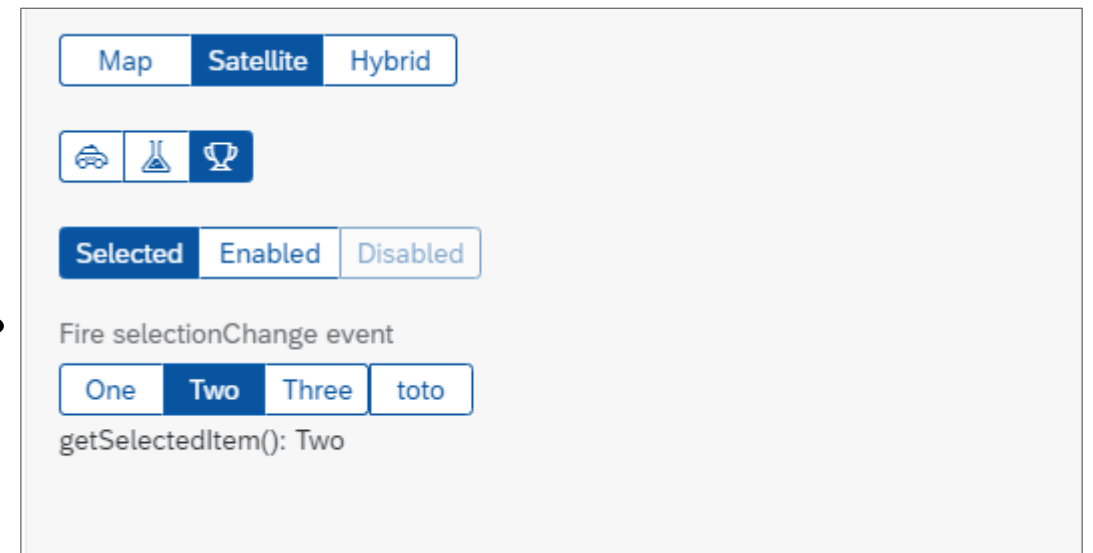 Map Satellite Hybrid
Selected Enabled Disabled
Fire selectionChange event
One Two Three toto
getSelectedItem(): Two